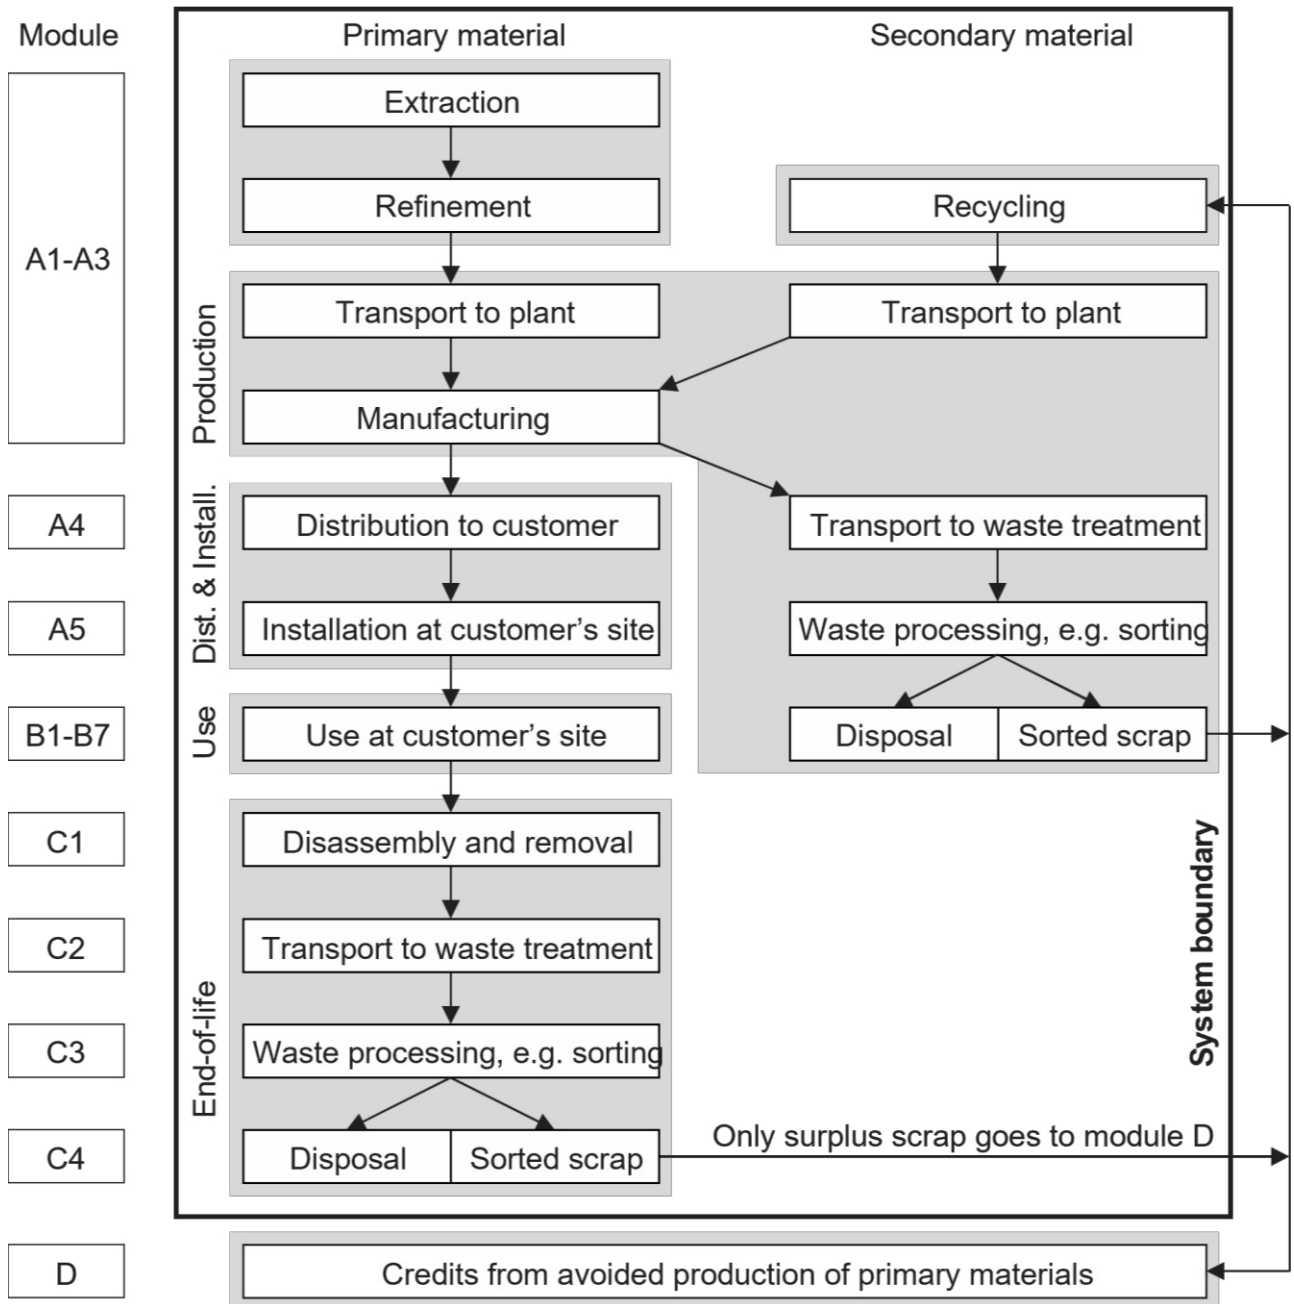 Module
Primary material
Secondary material
A1-A3
Extraction
Refinement
Recycling
Production
Transport to plant
Transport to plant
Manufacturing
A4
Dist. & Install.
Distribution to customer
Transport to waste treatment
A5
Installation at customer’s site
Waste processing, e.g. sorting
B1-B7
Use
Use at customer’s site
Disposal
Sorted scrap
C1
Disassembly and removal
System boundary
C2
Transport to waste treatment
End-of-life
C3
Waste processing, e.g. sorting
C4
Disposal
Sorted scrap
Only surplus scrap goes to module D
D
Credits from avoided production of primary materials